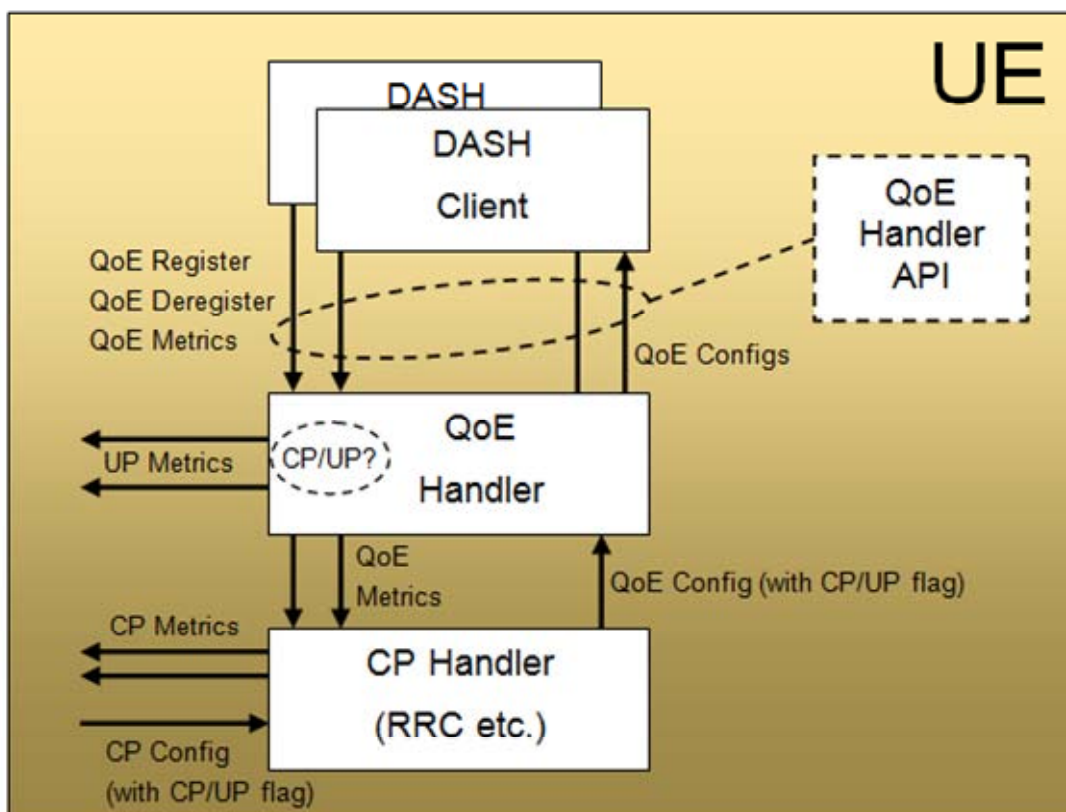 UE
DASH
DASH
Client
QoE
Handler
API
QoE Register
QoE Deregister
QoE Metrics
QoE Configs
QoE
Handler
CP/UP?
UP Metrics
QoE
Metrics
QoE Config (with CP/UP flag)
CP Metrics
CP Handler
(RRC etc.)
CP Config
(with CP/UP flag)